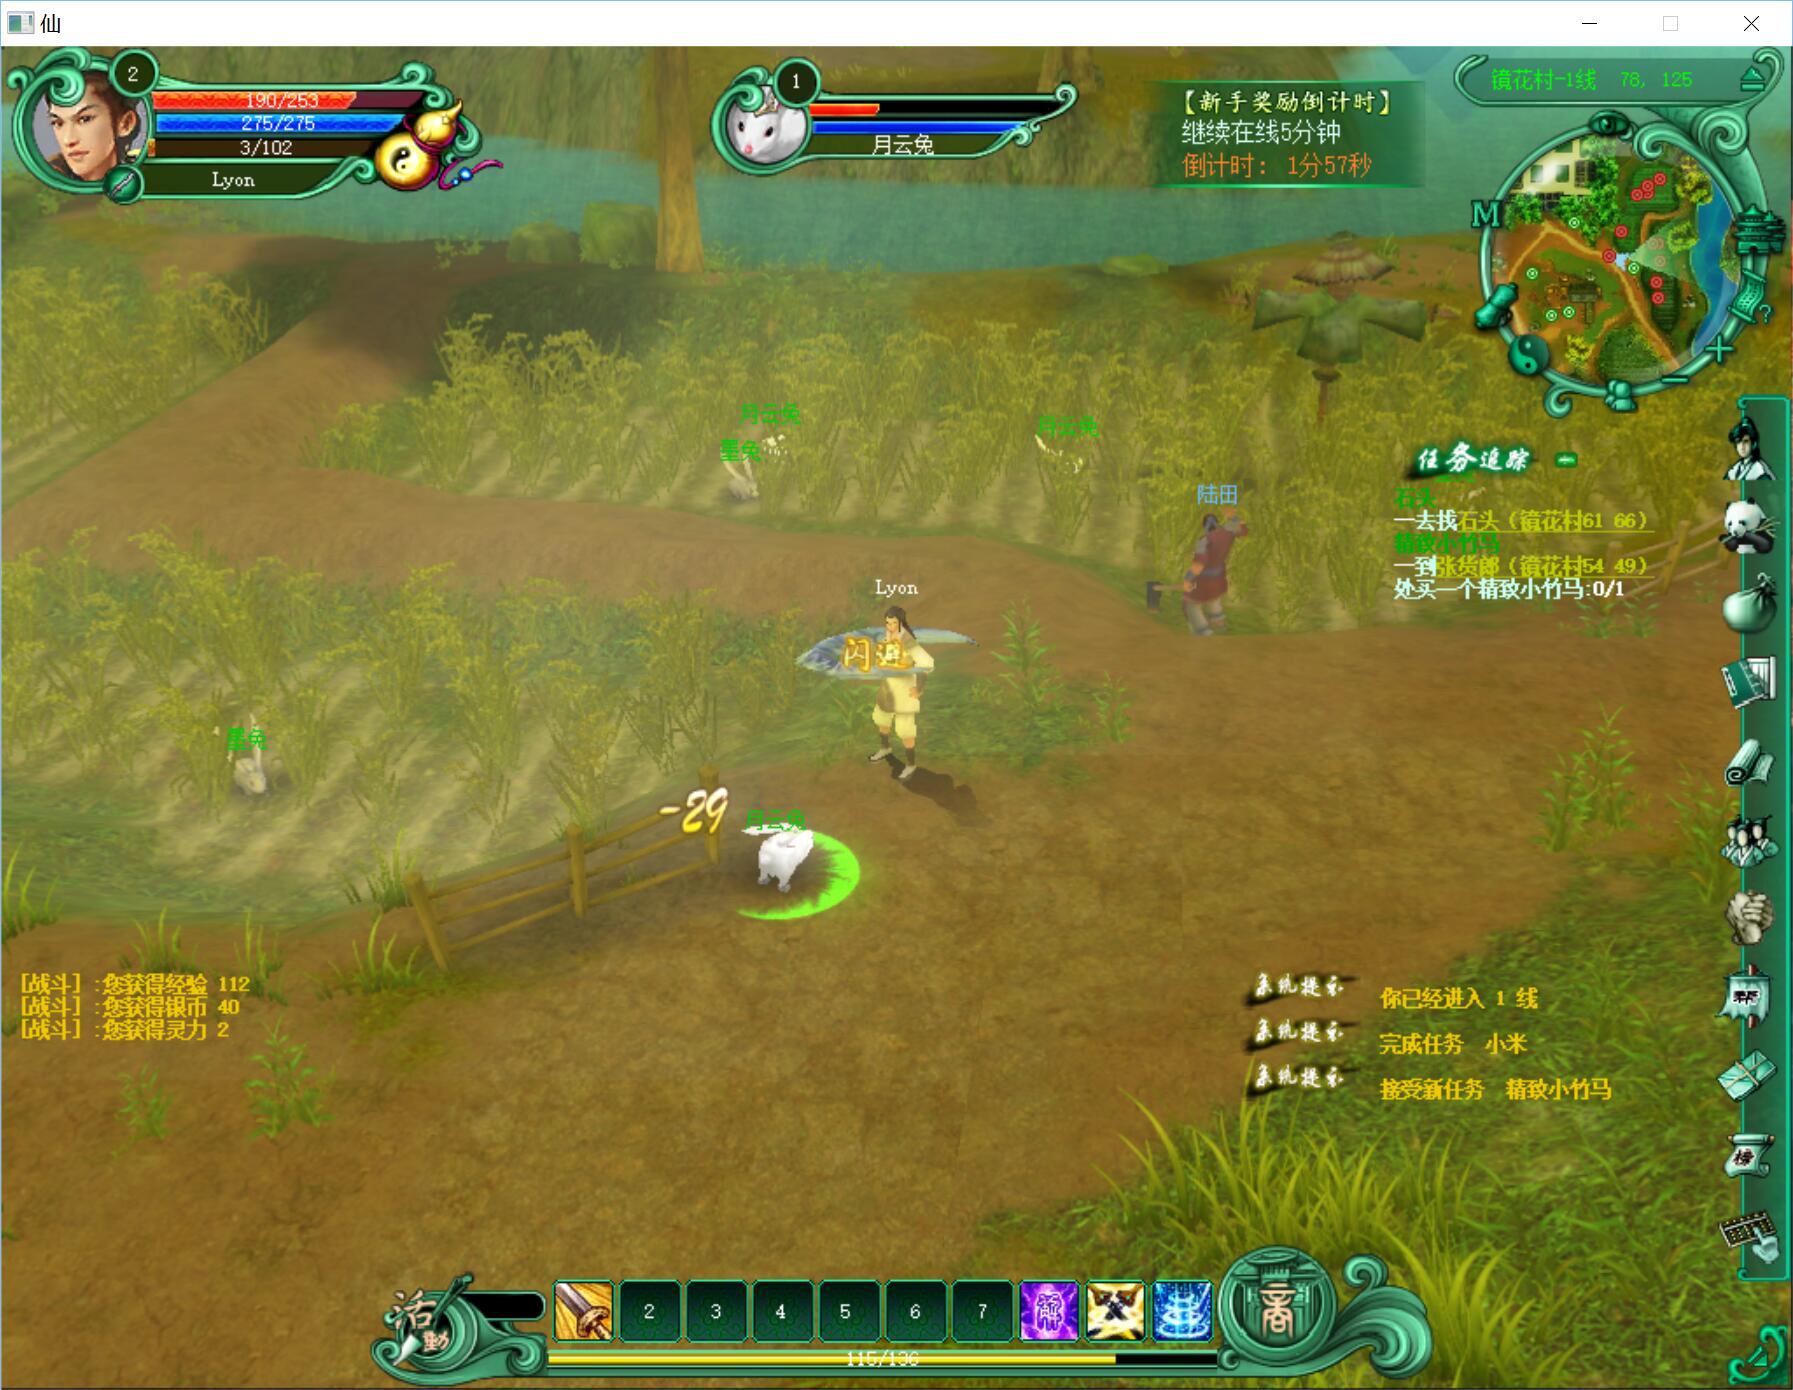 仙
2
190/253
275/275
3/102
Lyon
1
月云兔
【新手奖励倒计时】
继续在线5分钟
倒计时： 1分57秒
镜花村-1线 78, 125
M
?
月云兔
墨兔
月云兔
陆田
任务追踪
石头
—去找石头（镜花村61 66）
精致小竹马
—到张货郎（镜花村54 49）
处买一个精致小竹马:0/1
Lyon
闪避
墨兔
-29
月云兔
[战斗] :您获得经验 112
[战斗] :您获得银币 40
[战斗] :您获得灵力 2
系统提示 你已经进入 1 线
系统提示 完成任务 小米
系统提示 接受新任务 精致小竹马
榜
活動
2
3
4
5
6
7
商
115/136